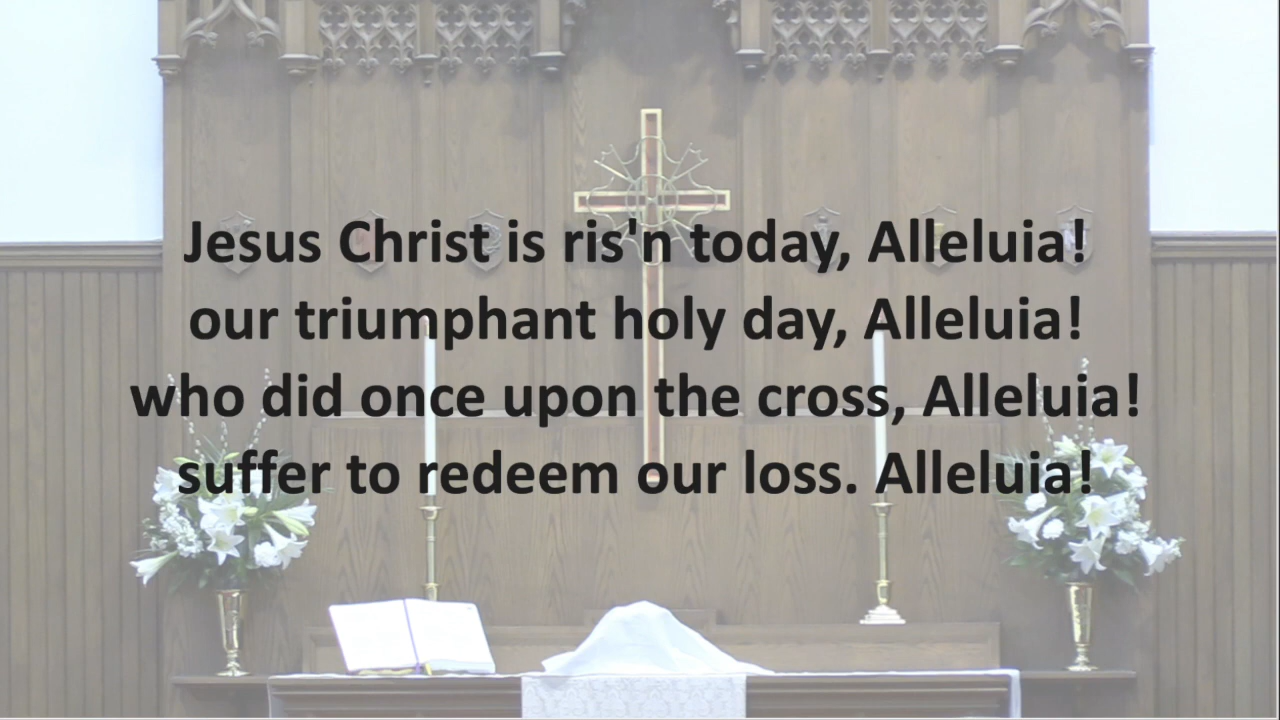 Jesus Christ is ris'n today, Alleluia!
our triumphant holy day, Alleluia!
who did once upon the cross, Alleluia!
suffer to redeem our loss. Alleluia!